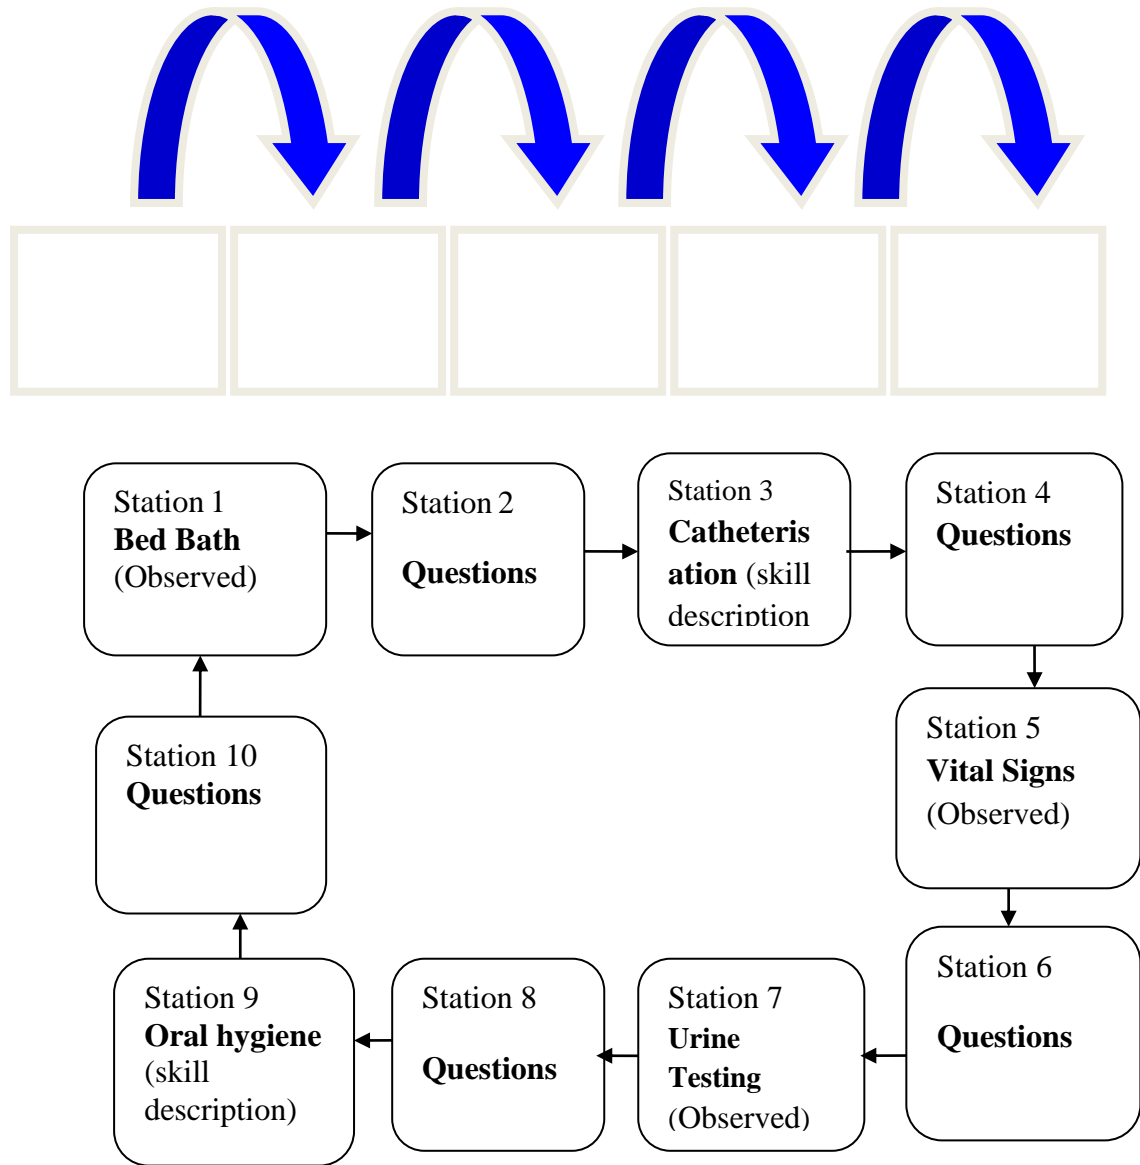 Station 1
Bed Bath
(Observed)
Station 2
Questions
Station 3
Catheteris
ation (skill
description
Station 4
Questions
Station 5
Vital Signs
(Observed)
Station 6
Questions
Station 7
Urine
Testing
(Observed)
Station 8
Questions
Station 9
Oral hygiene
(skill
description)
Station 10
Questions